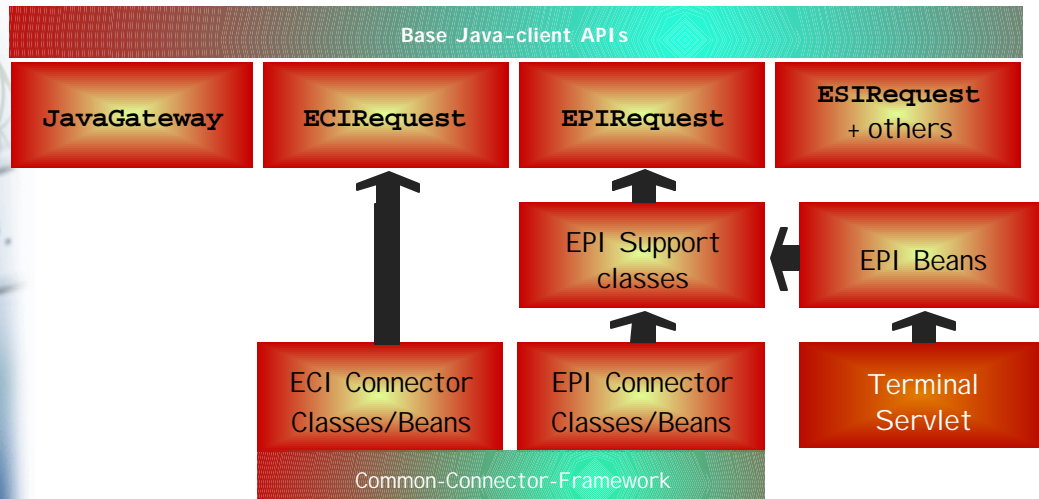 Base Java-client APIs
JavaGateway
ECIRequest
EPIRequest
ESIRequest
+ others
EPI Support
classes
EPI Beans
ECI Connector
Classes/Beans
EPI Connector
Classes/Beans
Terminal
Servlet
Common-Connector-Framework